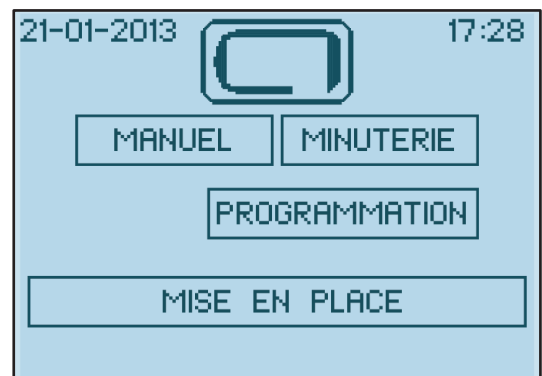 21-01-2013 17:28
MANUEL MINUTERIE
PROGRAMMATION
MISE EN PLACE